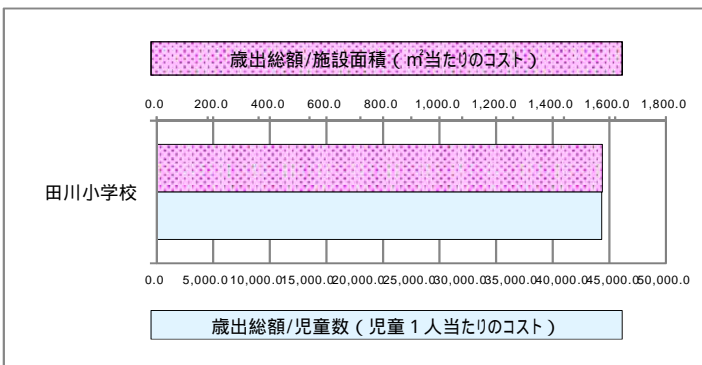 歳出総額/施設面積（㎡当たりのコスト）
0.0 200.0 400.0 600.0 800.0 1,000.0 1,200.0 1,400.0 1,600.0 1,800.0
田川小学校
0.0 5,000.0 10,000.0 15,000.0 20,000.0 25,000.0 30,000.0 35,000.0 40,000.0 45,000.0 50,000.0
歳出総額/児童数（児童１人当たりのコスト）